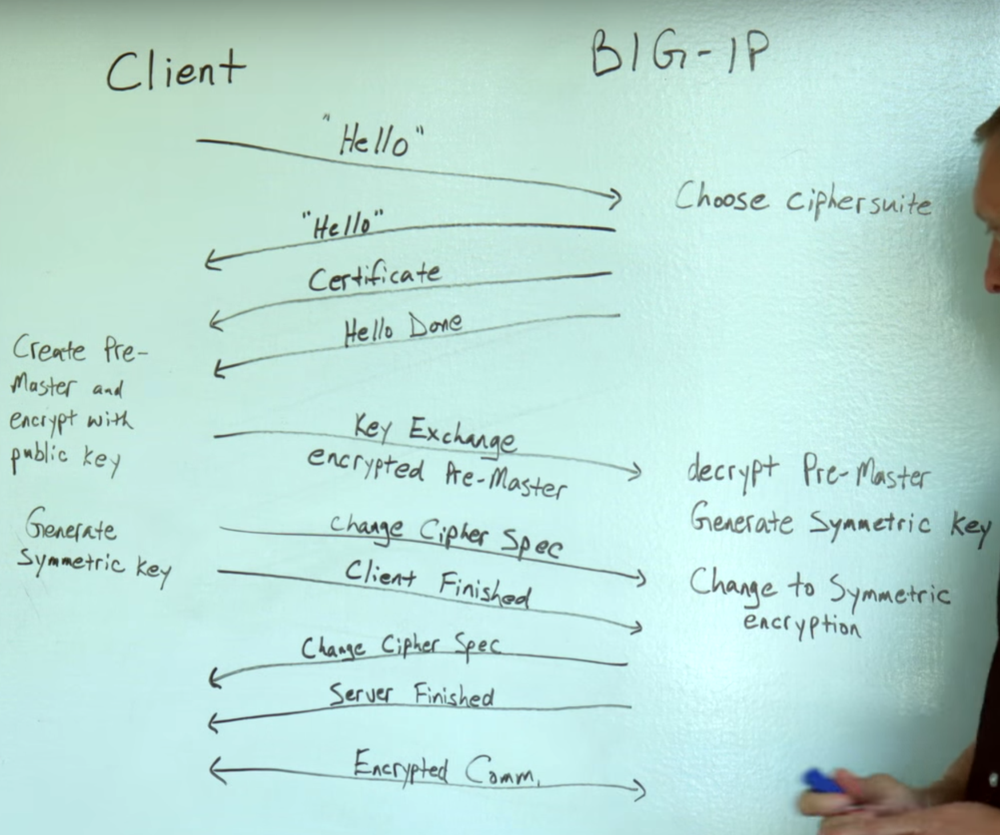 Client
BIG-IP
"Hello"
Choose ciphersuite
"Hello"
Certificate
Hello Done
Create Pre-
Master and
encrypt with
public key
Key Exchange
encrypted Pre-Master
decrypt Pre-Master
Generate Symmetric key
Generate
Symmetric key
Change Cipher Spec
Client Finished
Change to Symmetric
encryption
Change Cipher Spec
Server Finished
Encrypted Comm.